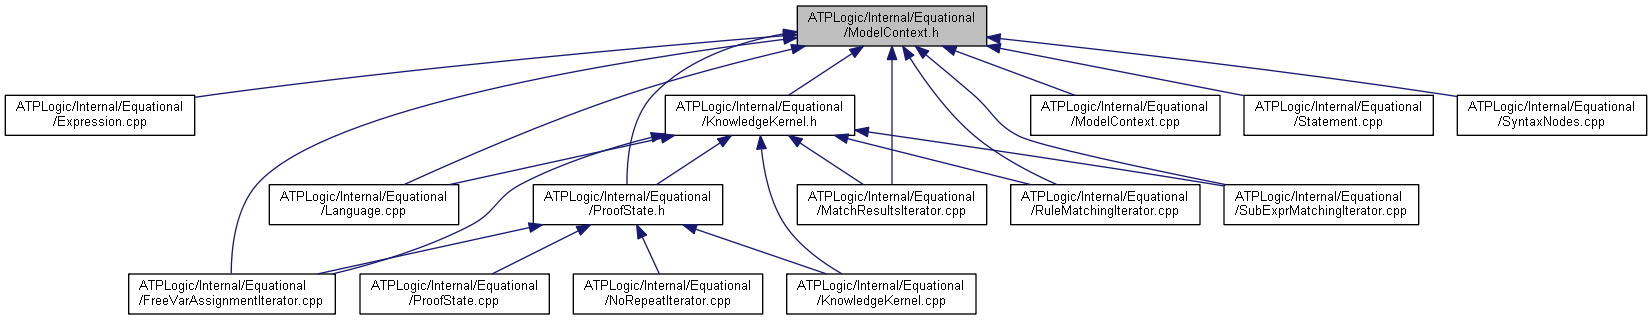 ATPLogic/Internal/Equational
/ModelContext.h
ATPLogic/Internal/Equational
/Expression.cpp
ATPLogic/Internal/Equational
/KnowledgeKernel.h
ATPLogic/Internal/Equational
/ModelContext.cpp
ATPLogic/Internal/Equational
/Statement.cpp
ATPLogic/Internal/Equational
/SyntaxNodes.cpp
ATPLogic/Internal/Equational
/Language.cpp
ATPLogic/Internal/Equational
/ProofState.h
ATPLogic/Internal/Equational
/MatchResultsIterator.cpp
ATPLogic/Internal/Equational
/RuleMatchingIterator.cpp
ATPLogic/Internal/Equational
/SubExprMatchingIterator.cpp
ATPLogic/Internal/Equational
/FreeVarAssignmentIterator.cpp
ATPLogic/Internal/Equational
/ProofState.cpp
ATPLogic/Internal/Equational
/NoRepeatIterator.cpp
ATPLogic/Internal/Equational
/KnowledgeKernel.cpp